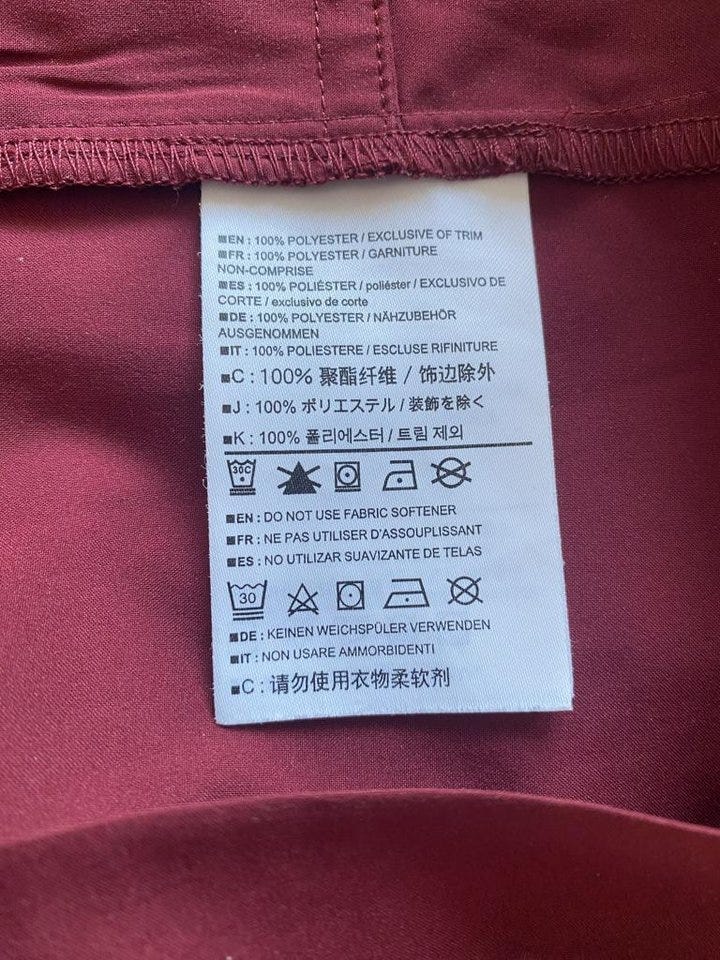 ■EN : 100% POLYESTER / EXCLUSIVE OF TRIM
■FR : 100% POLYESTER / GARNITURE
NON-COMPRISE
■ES : 100% POLIÉSTER / poliéster / EXCLUSIVO DE
CORTE / exclusivo de corte
■DE : 100% POLYESTER / NÄHZUBEHÖR
AUSGENOMMEN
■IT : 100% POLIESTERE / ESCLUSE RIFINITURE
■C : 100% 聚酯纤维 / 饰边除外
■J : 100% ポリエステル / 装飾を除く
■K : 100% 폴리에스터 / 트림 제외
30C
■EN : DO NOT USE FABRIC SOFTENER
■FR : NE PAS UTILISER D'ASSOUPLISSANT
■ES : NO UTILIZAR SUAVIZANTE DE TELAS
30
■DE : KEINEN WEICHSPÜLER VERWENDEN
■IT : NON USARE AMMORBIDENTI
■C : 请勿使用衣物柔软剂